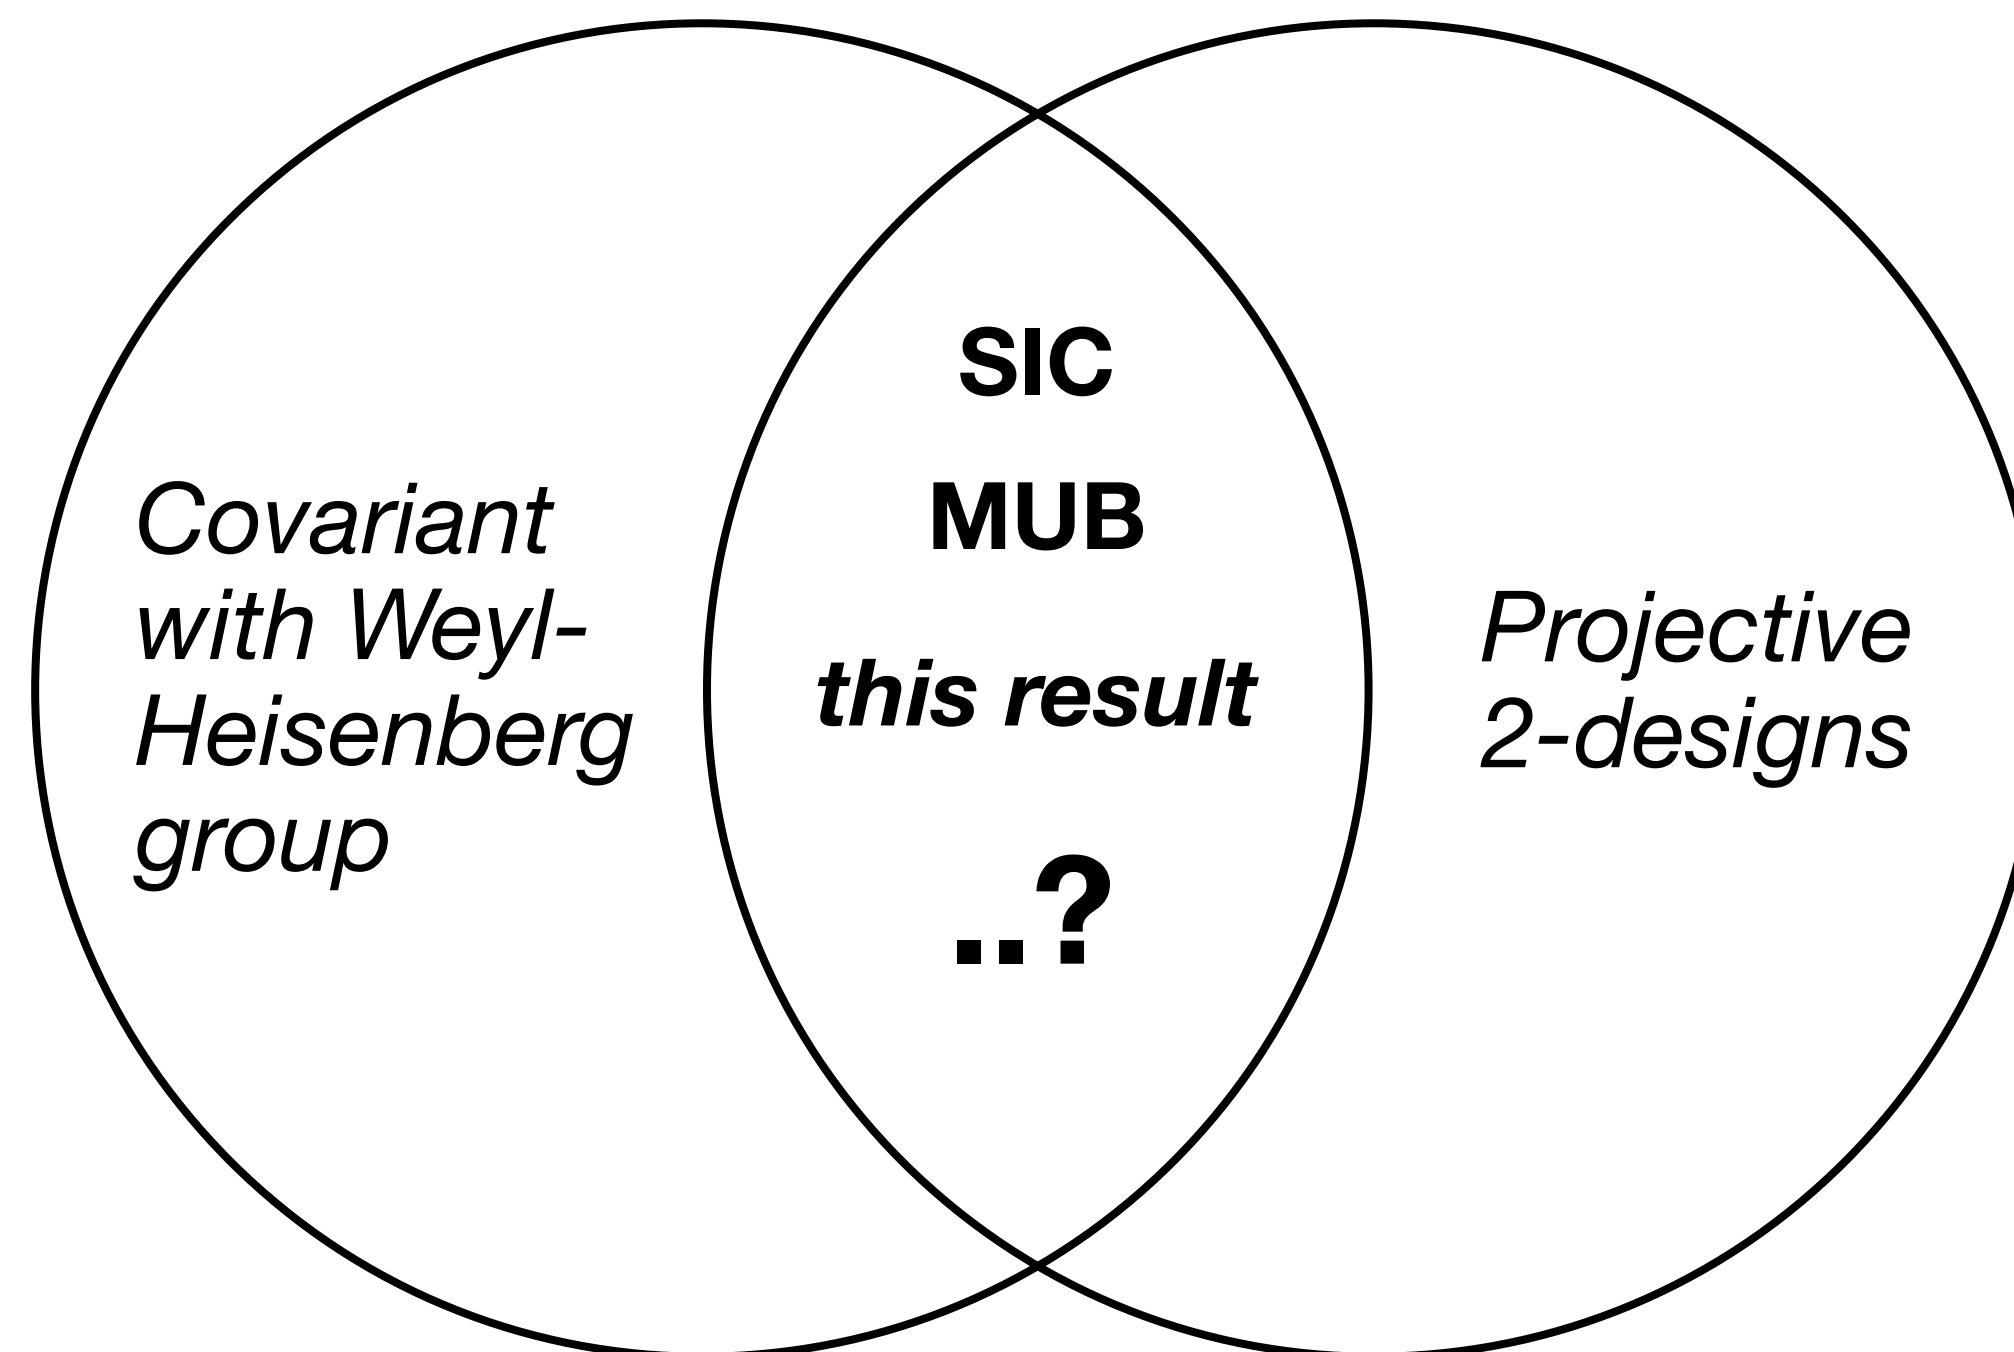 Covariant
with Weyl-
Heisenberg
group
SIC
MUB
this result
..?
Projective
2-designs